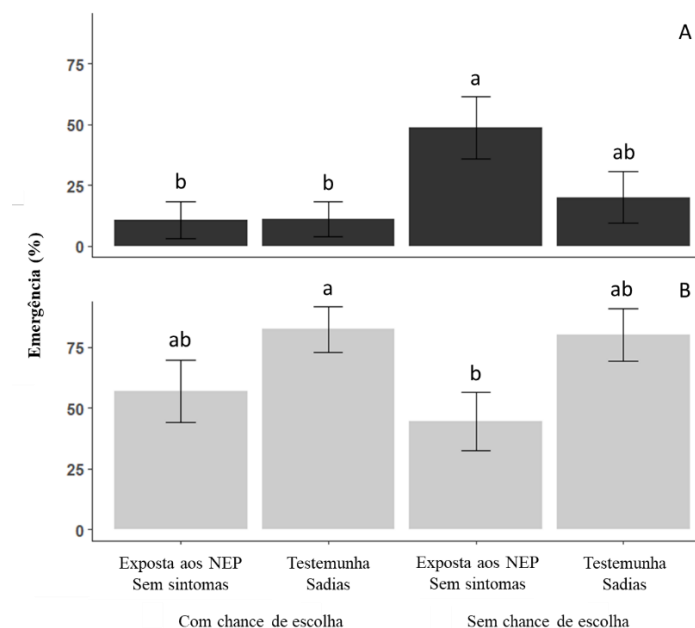 A
75
50
25
0
b
b
a
ab
Emergência (%)
B
75
50
25
0
ab
a
b
ab
Exposta aos NEP Testemunha Exposta aos NEP Testemunha
Sem sintomas Sadias Sem sintomas Sadias
Com chance de escolha Sem chance de escolha